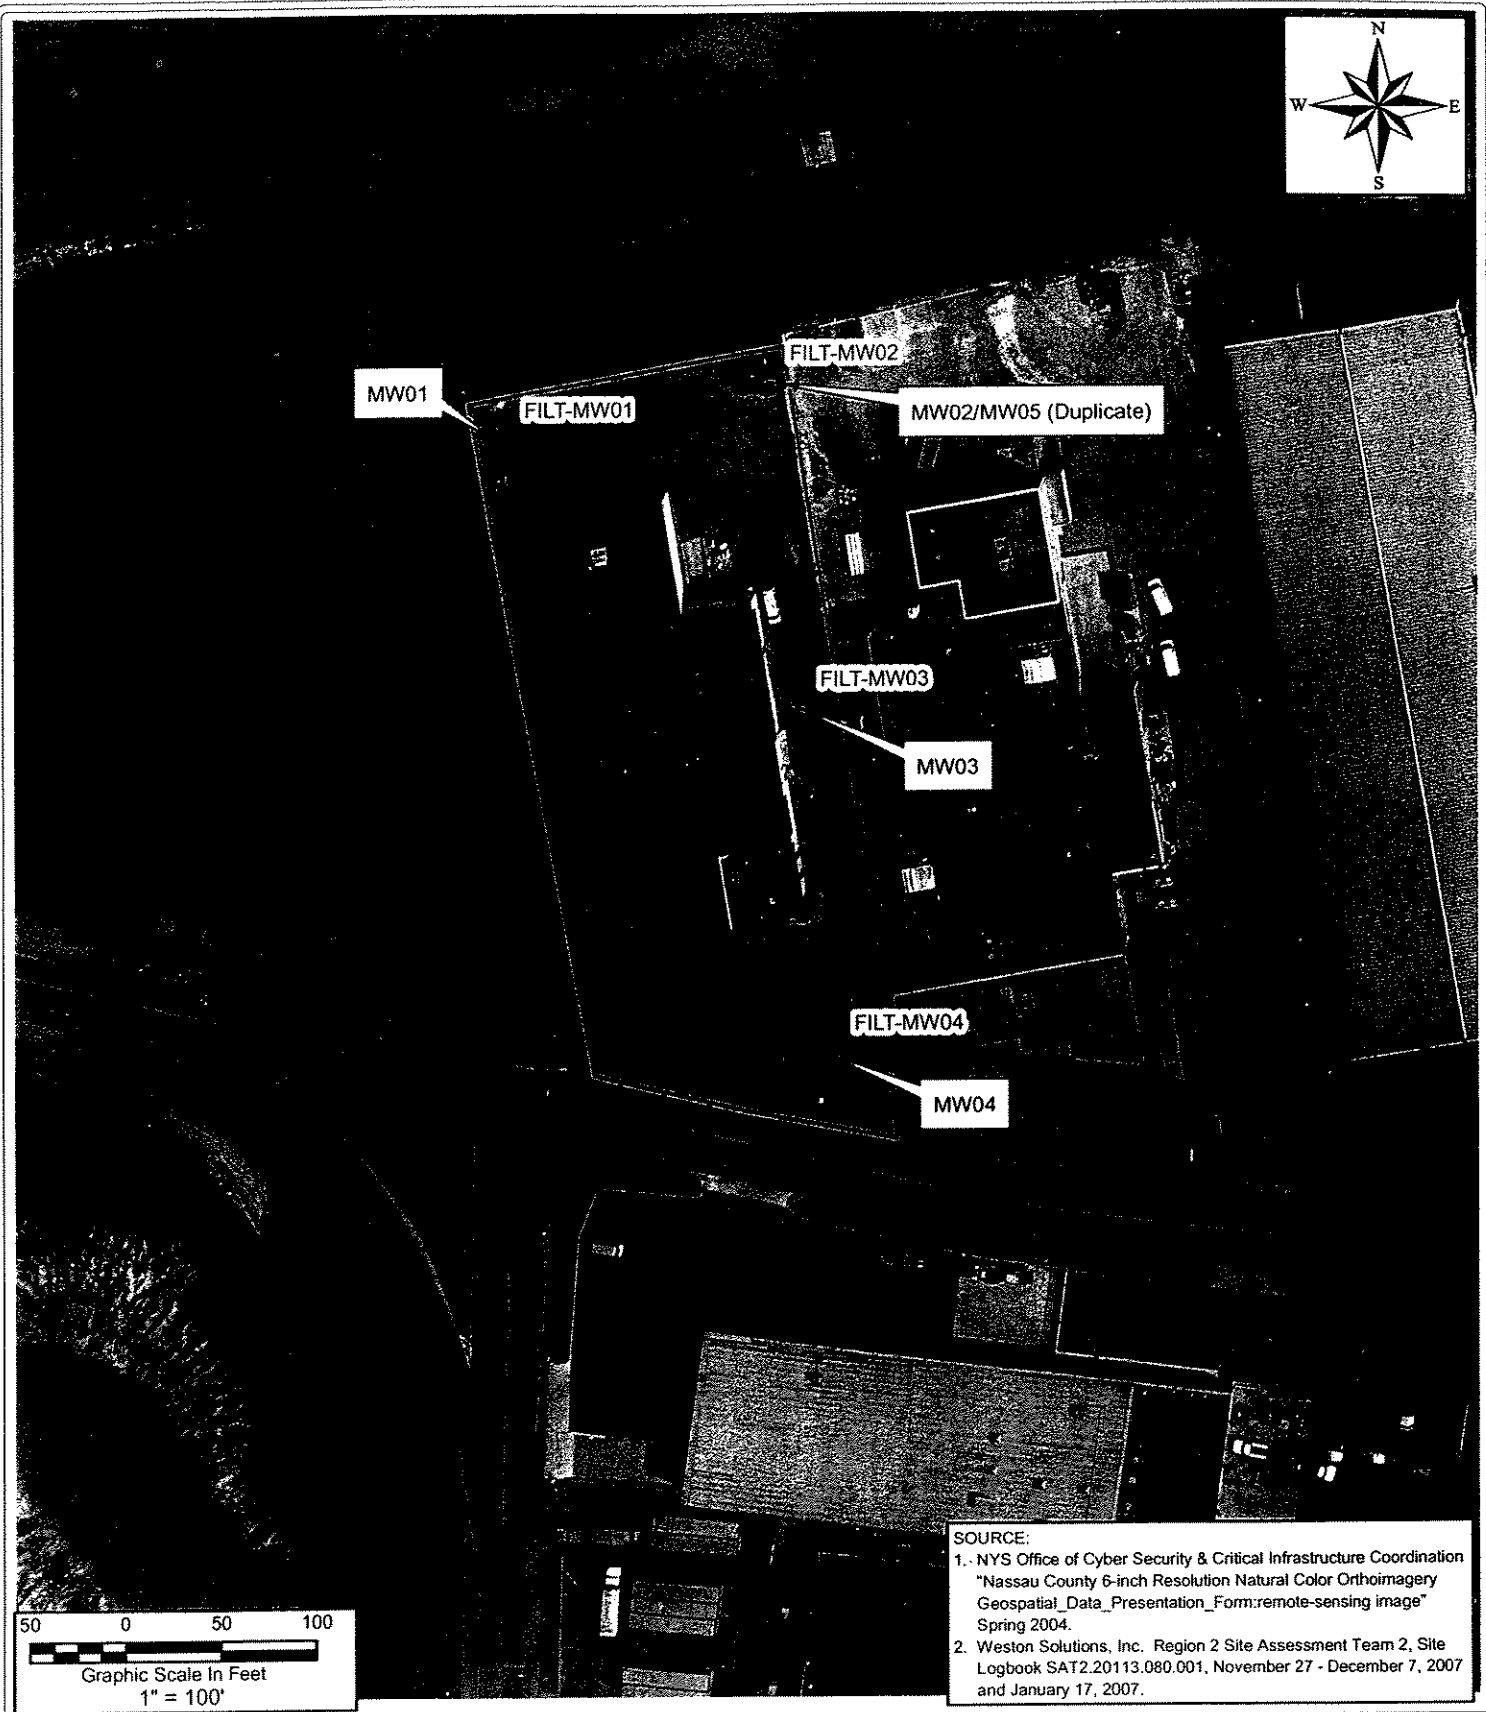 N
W E
S
FILT-MW02
MW01
FILT-MW01
MW02/MW05 (Duplicate)
FILT-MW03
MW03
FILT-MW04
MW04
SOURCE:
1. NYS Office of Cyber Security & Critical Infrastructure Coordination
"Nassau County 6-inch Resolution Natural Color Orthoimagery
Geospatial_Data_Presentation_Form:remote-sensing image"
Spring 2004.
2. Weston Solutions, Inc. Region 2 Site Assessment Team 2, Site
Logbook SAT2.20113.080.001, November 27 - December 7, 2007
and January 17, 2007.
50 0 50 100
Graphic Scale In Feet
1" = 100'